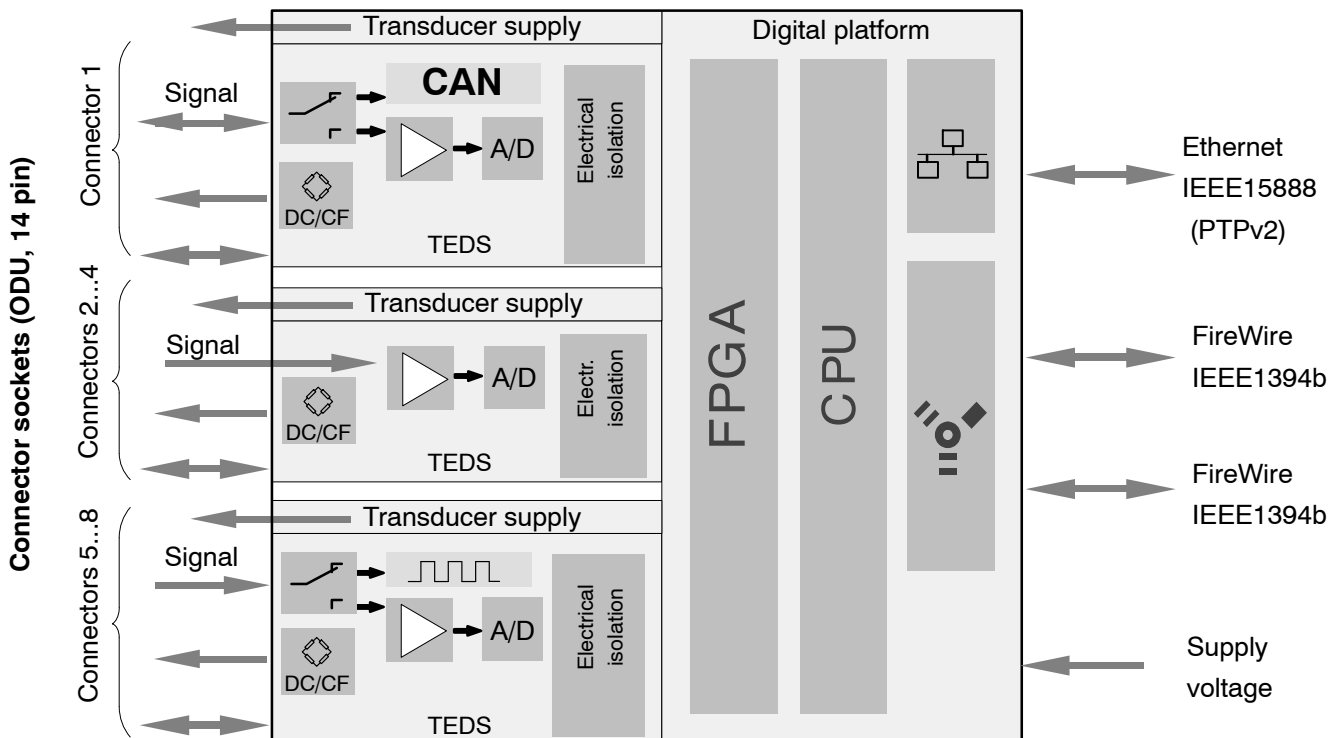 Connector sockets (ODU, 14 pin)
Connector 1
Signal
Transducer supply
CAN
A/D
DC/CF
TEDS
Electrical
isolation
Connectors 2...4
Signal
Transducer supply
A/D
DC/CF
TEDS
Electr.
isolation
Connectors 5...8
Signal
Transducer supply
A/D
DC/CF
TEDS
Electrical
isolation
Digital platform
FPGA
CPU
Ethernet
IEEE15888
(PTPv2)
FireWire
IEEE1394b
FireWire
IEEE1394b
Supply
voltage